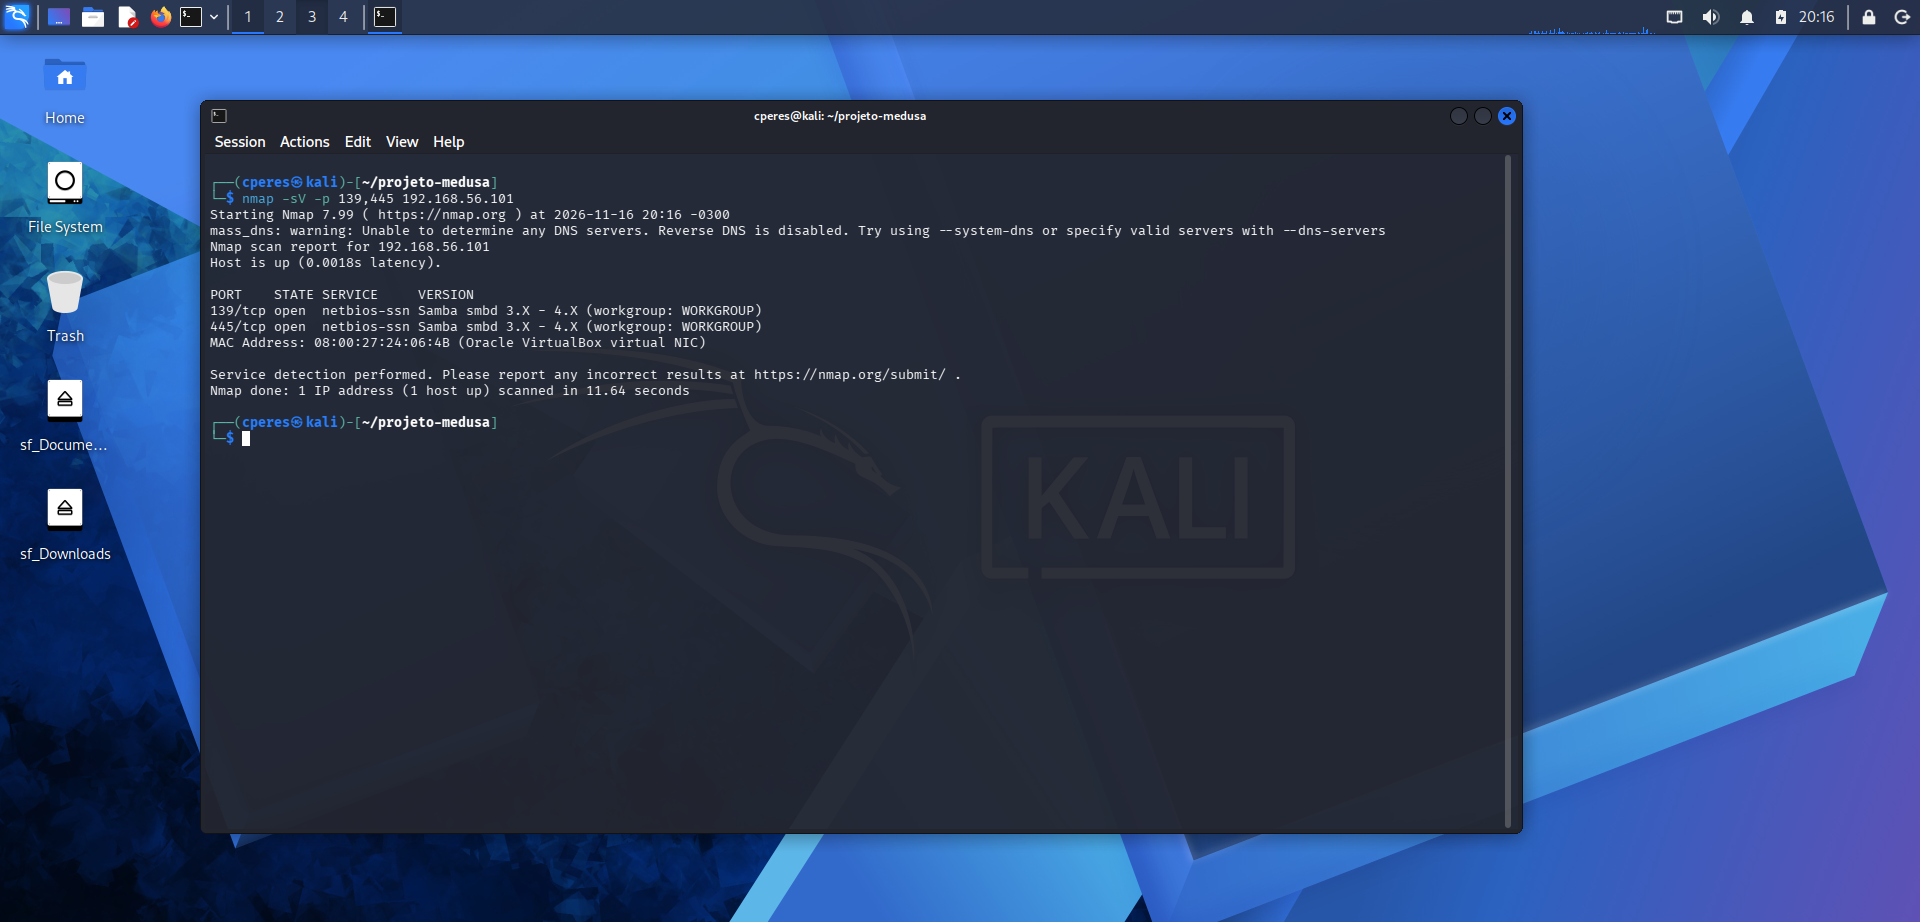 1 2 3 4
20:16
Home
File System
Trash
sf_Docume...
sf_Downloads
cperes@kali: ~/projeto-medusa
Session Actions Edit View Help
┌──(cperes㉿kali)-[~/projeto-medusa]
└─$ nmap -sV -p 139,445 192.168.56.101
Starting Nmap 7.99 ( https://nmap.org ) at 2026-11-16 20:16 -0300
mass_dns: warning: Unable to determine any DNS servers. Reverse DNS is disabled. Try using --system-dns or specify valid servers with --dns-servers
Nmap scan report for 192.168.56.101
Host is up (0.0018s latency).
PORT    STATE SERVICE     VERSION
139/tcp open  netbios-ssn Samba smbd 3.X - 4.X (workgroup: WORKGROUP)
445/tcp open  netbios-ssn Samba smbd 3.X - 4.X (workgroup: WORKGROUP)
MAC Address: 08:00:27:24:06:4B (Oracle VirtualBox virtual NIC)
Service detection performed. Please report any incorrect results at https://nmap.org/submit/ .
Nmap done: 1 IP address (1 host up) scanned in 11.64 seconds
┌──(cperes㉿kali)-[~/projeto-medusa]
└─$
KALI